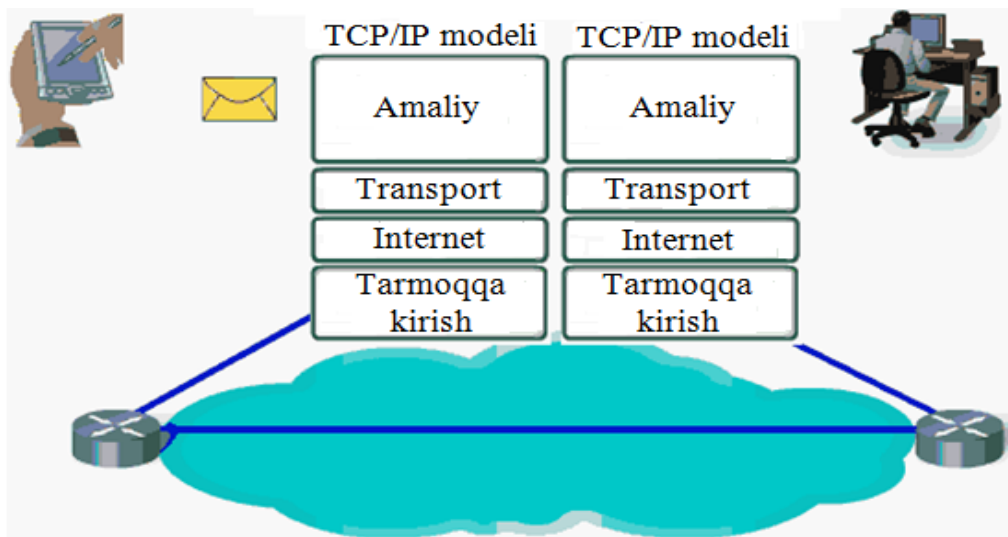 TCP/IP modeli
Amaliy
Transport
Internet
Tarmoqqa
kirish
TCP/IP modeli
Amaliy
Transport
Internet
Tarmoqqa
kirish